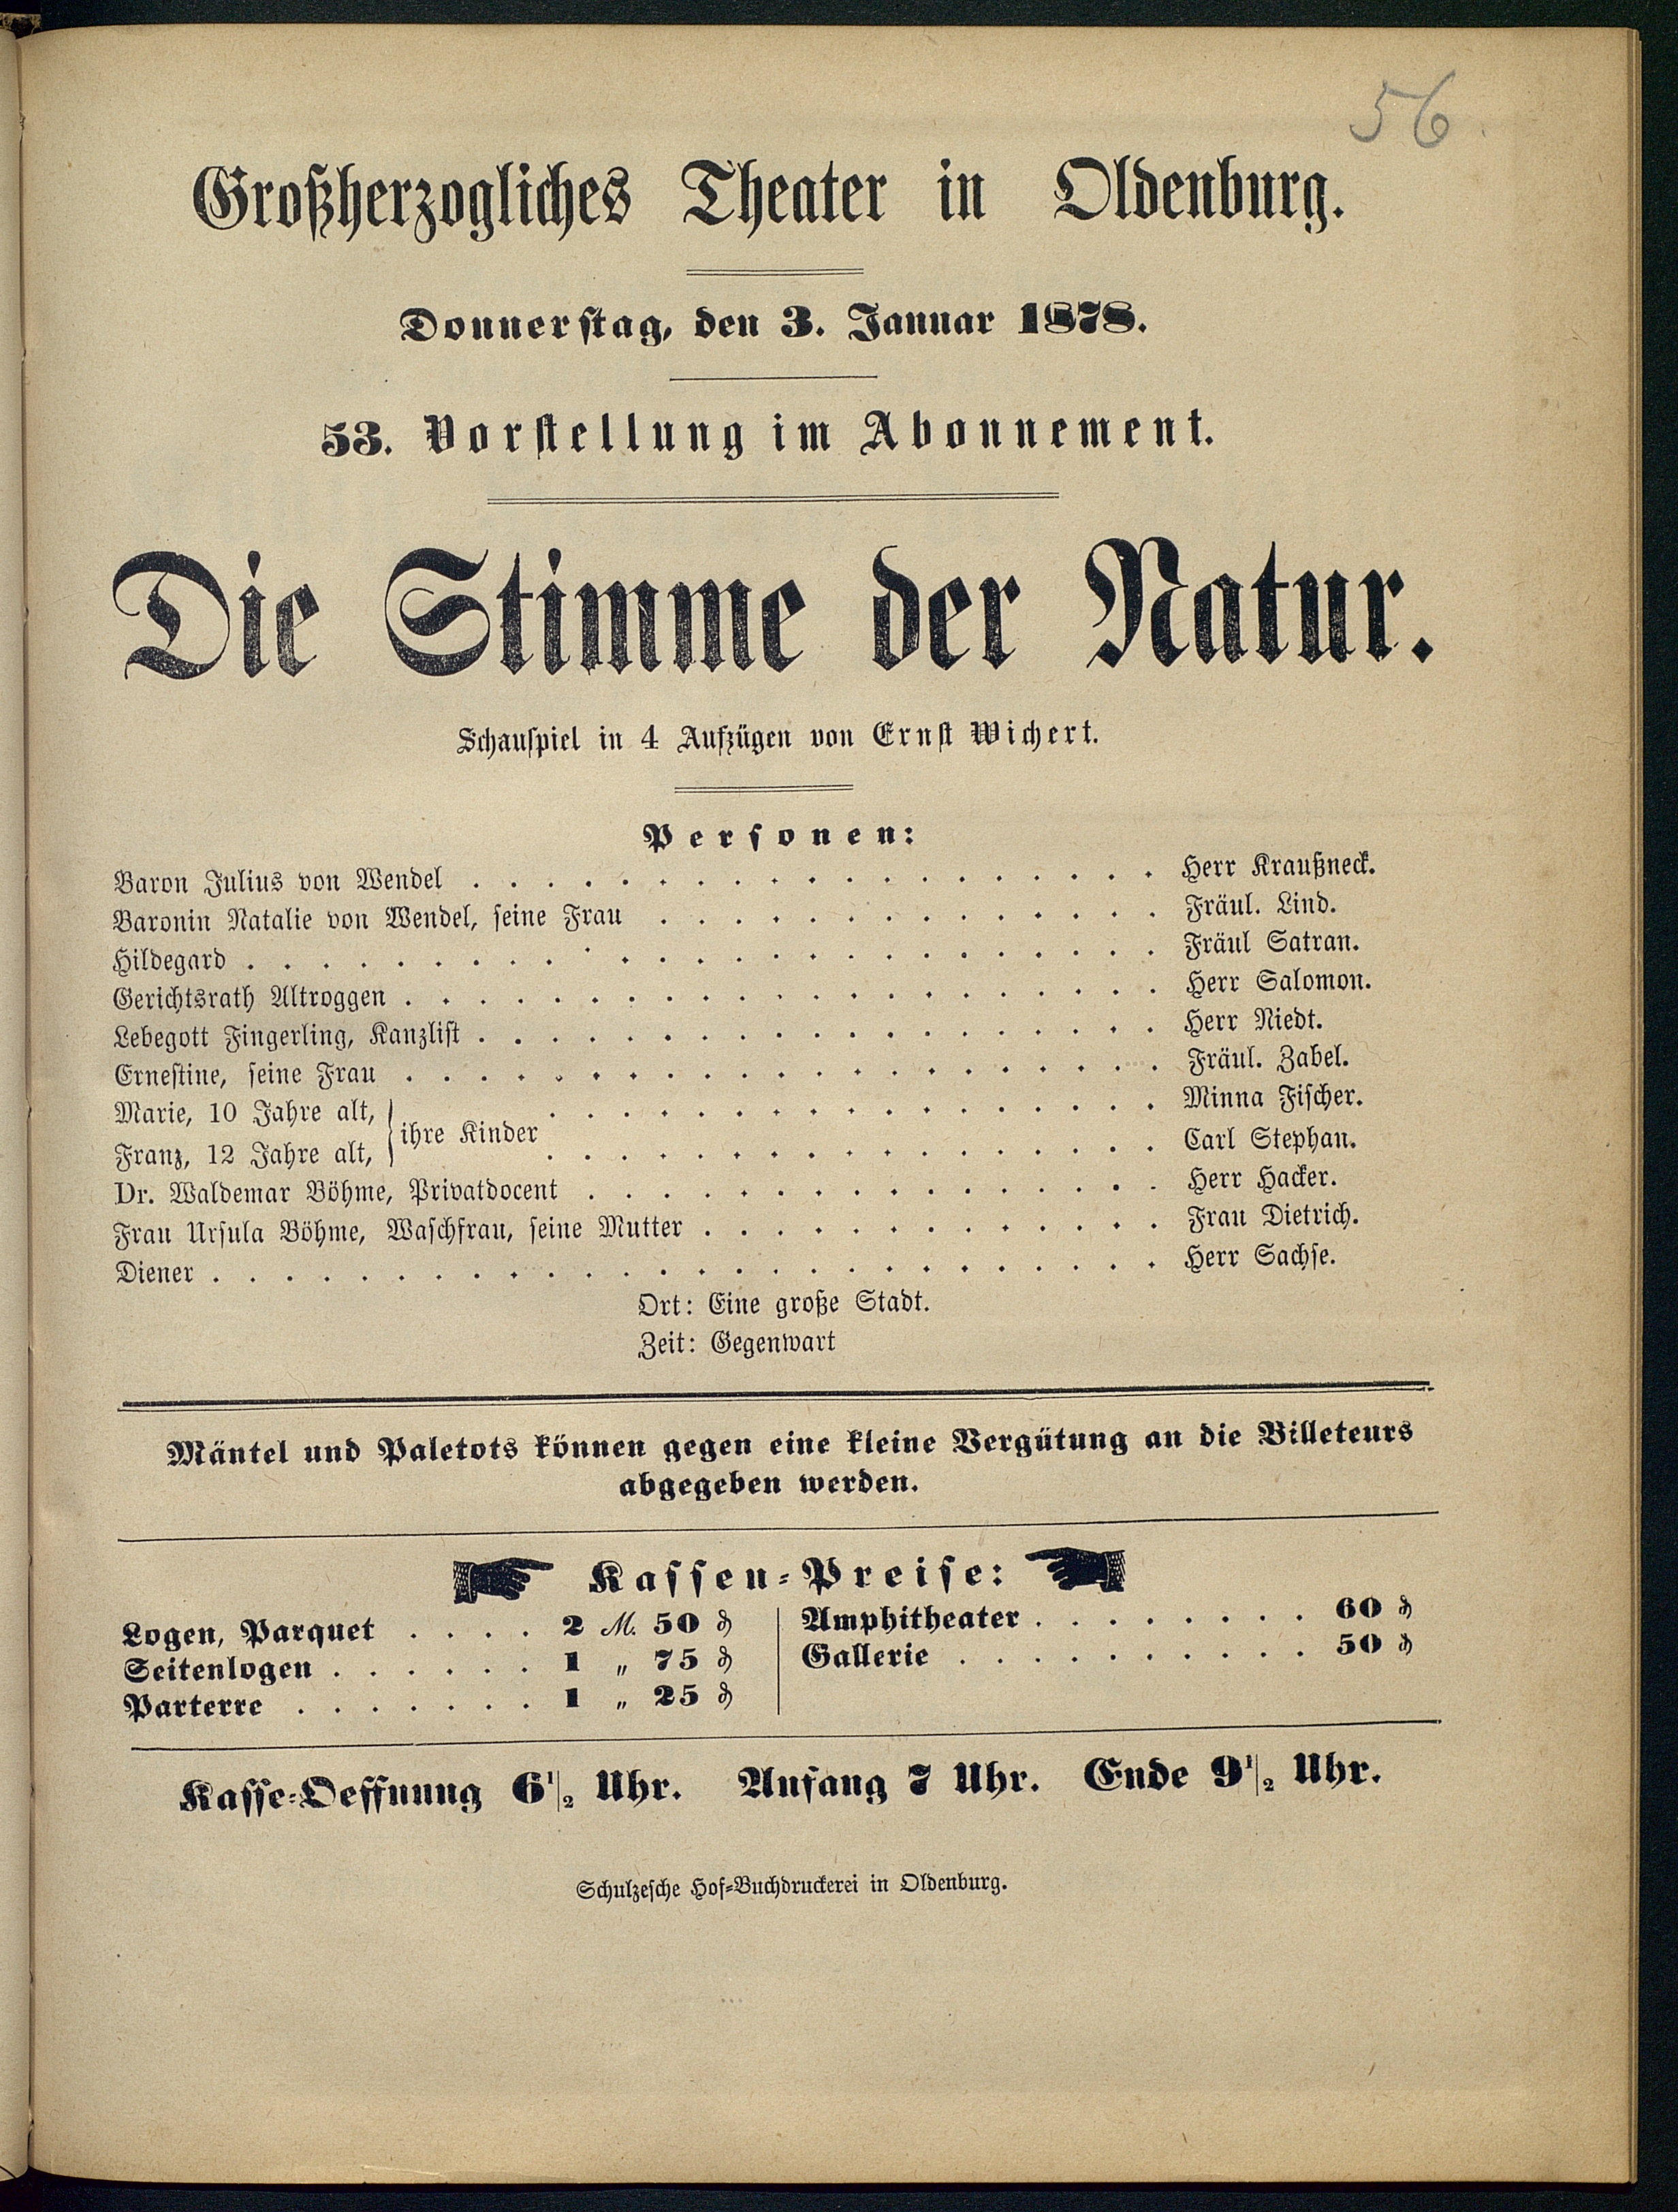 56
Großherzogliches Theater in Oldenburg.
Donnerstag, den 3. Januar 1878.
53. Vorstellung im Abonnement.
Die Stimme der Natur.
Schauspiel in 4 Aufzügen von Ernst Wichert.
Personen:
Baron Julius von Wendel . . . . . . . . . . . . . . . . . . . Herr Kraußneck.
Baronin Natalie von Wendel, seine Frau . . . . . . . . . . . . . . Fräul. Lind.
Hildegard . . . . . . . . . . . . . . . . . . . . . . . . . Fräul Satran.
Gerichtsrath Altroggen . . . . . . . . . . . . . . . . . . . . . Herr Salomon.
Lebegott Fingerling, Kanzlist . . . . . . . . . . . . . . . . . . . Herr Niedt.
Ernestine, seine Frau . . . . . . . . . . . . . . . . . . . . . Fräul. Zabel.
Marie, 10 Jahre alt, } ihre Kinder . . . . . . . . . . . . . . . . . Minna Fischer.
Franz, 12 Jahre alt, . . . . . . . . . . . . . . . . . Carl Stephan.
Dr. Waldemar Böhme, Privatdocent . . . . . . . . . . . . . . . . Herr Hacker.
Frau Ursula Böhme, Waschfrau, seine Mutter . . . . . . . . . . . . . Frau Dietrich.
Diener . . . . . . . . . . . . . . . . . . . . . . . . . . Herr Sachse.
Ort: Eine große Stadt.
Zeit: Gegenwart
Mäntel und Paletots können gegen eine kleine Vergütung an die Billeteurs
abgegeben werden.
Kassen-Preise:
Logen, Parquet . . . . 2 M. 50 ₰
Seitenlogen . . . . . . 1 „ 75 ₰
Parterre . . . . . . . 1 „ 25 ₰
Amphitheater . . . . . . . . 60 ₰
Gallerie . . . . . . . . . . 50 ₰
Kasse-Oeffnung 6 1/2 Uhr. Anfang 7 Uhr. Ende 9 1/2 Uhr.
Schulzesche Hof-Buchdruckerei in Oldenburg.